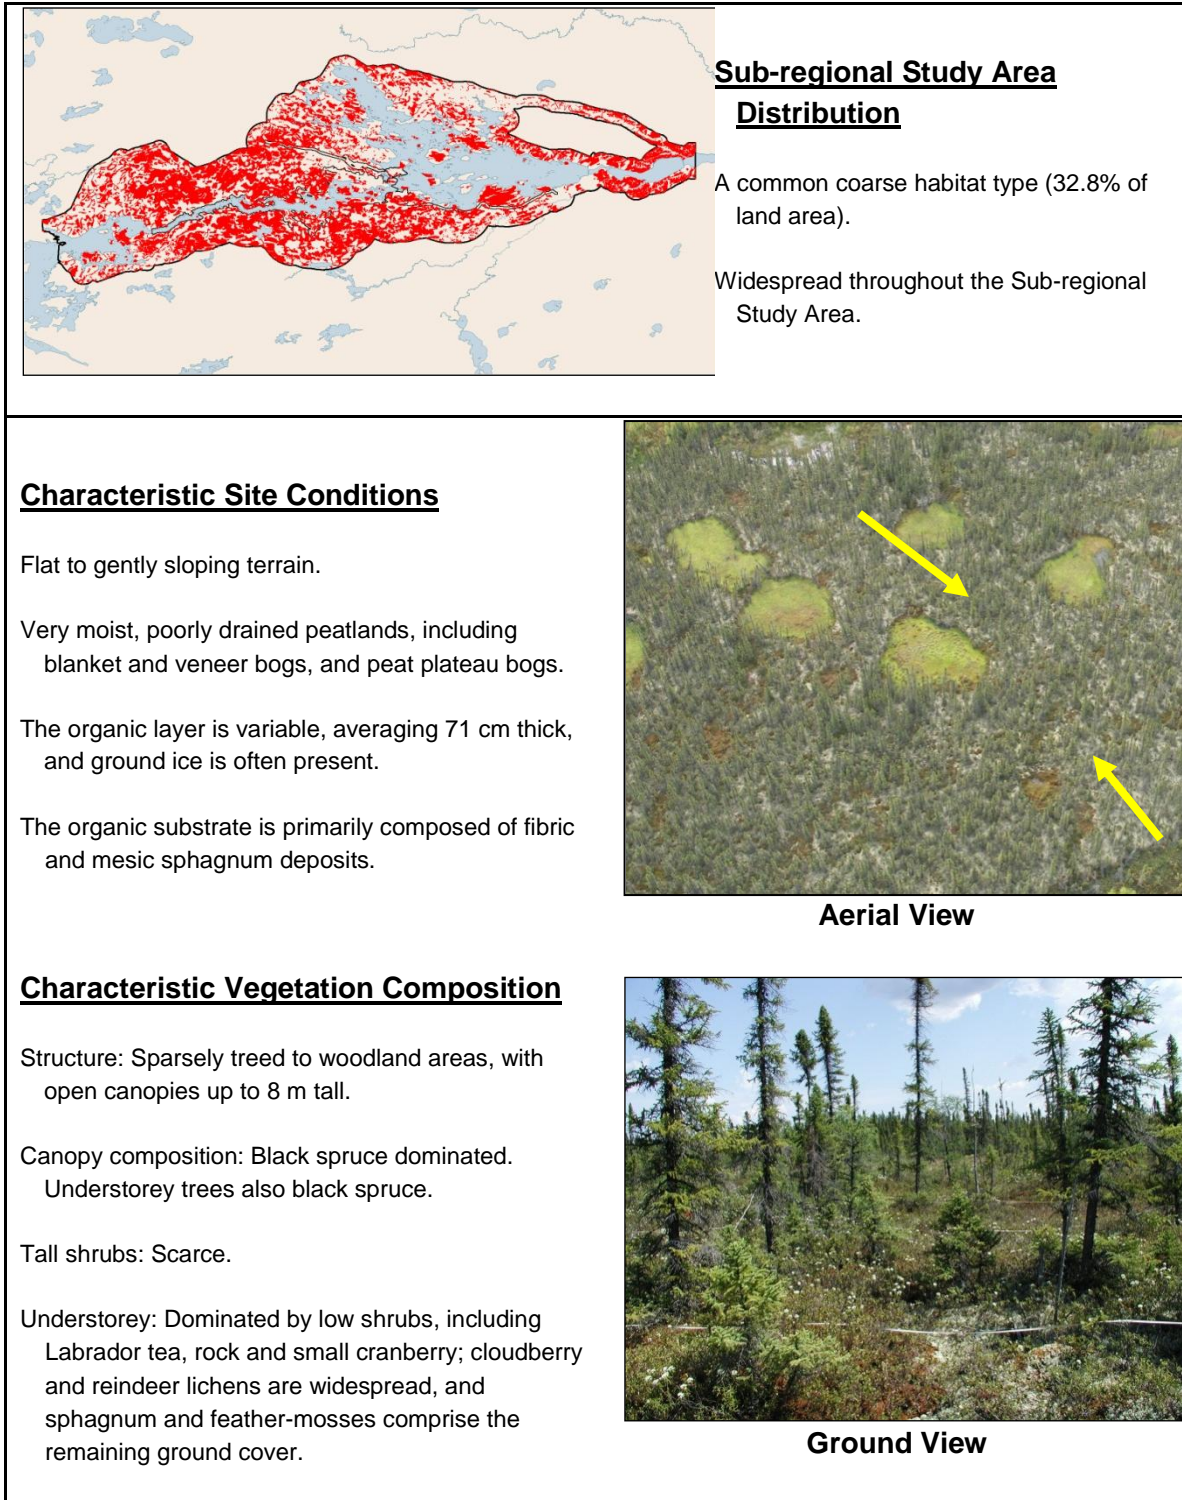 Sub-regional Study Area
Distribution
A common coarse habitat type (32.8% of
land area).
Widespread throughout the Sub-regional
Study Area.
Characteristic Site Conditions
Flat to gently sloping terrain.
Very moist, poorly drained peatlands, including
blanket and veneer bogs, and peat plateau bogs.
The organic layer is variable, averaging 71 cm thick,
and ground ice is often present.
The organic substrate is primarily composed of fibric
and mesic sphagnum deposits.
Aerial View
Characteristic Vegetation Composition
Structure: Sparsely treed to woodland areas, with
open canopies up to 8 m tall.
Canopy composition: Black spruce dominated.
Understorey trees also black spruce.
Tall shrubs: Scarce.
Understorey: Dominated by low shrubs, including
Labrador tea, rock and small cranberry; cloudberry
and reindeer lichens are widespread, and
sphagnum and feather-mosses comprise the
remaining ground cover.
Ground View